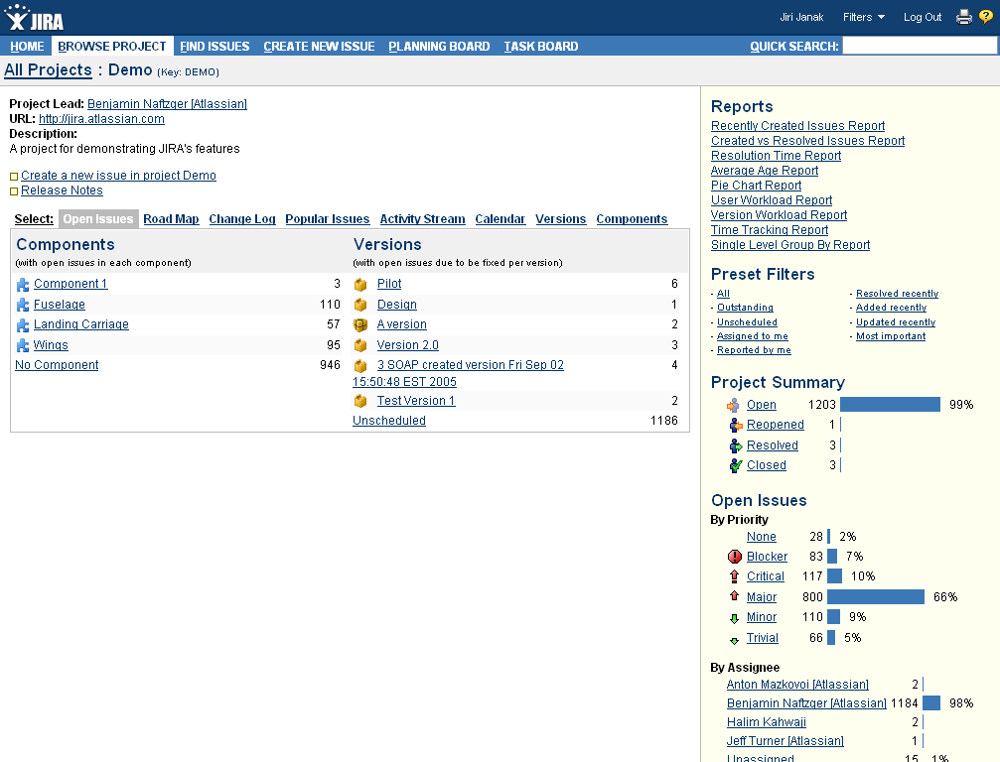 JIRA
Jiri Janak Filters Log Out
HOME BROWSE PROJECT FIND ISSUES CREATE NEW ISSUE PLANNING BOARD TASK BOARD QUICK SEARCH:
All Projects : Demo (Key: DEMO)
Project Lead: Benjamin Naftzger [Atlassian]
URL: http://jira.atlassian.com
Description:
A project for demonstrating JIRA's features
Create a new issue in project Demo
Release Notes
Select: Open Issues Road Map Change Log Popular Issues Activity Stream Calendar Versions Components
Components
(with open issues in each component)
Component 1 3
Fuselage 110
Landing Carriage 57
Wings 95
No Component 946
Versions
(with open issues due to be fixed per version)
Pilot 6
Design 1
A version 2
Version 2.0 3
3 SOAP created version Fri Sep 02 4
15:50:48 EST 2005
Test Version 1 2
Unscheduled 1186
Reports
Recently Created Issues Report
Created vs Resolved Issues Report
Resolution Time Report
Average Age Report
Pie Chart Report
User Workload Report
Version Workload Report
Time Tracking Report
Single Level Group By Report
Preset Filters
- All
- Outstanding
- Unscheduled
- Assigned to me
- Reported by me
- Resolved recently
- Added recently
- Updated recently
- Most important
Project Summary
Open 1203 99%
Reopened 1
Resolved 3
Closed 3
Open Issues
By Priority
None 28 2%
Blocker 83 7%
Critical 117 10%
Major 800 66%
Minor 110 9%
Trivial 66 5%
By Assignee
Anton Mazkovoi [Atlassian] 2
Benjamin Naftzger [Atlassian] 1184 98%
Halim Kahwaji 2
Jeff Turner [Atlassian] 1
Unassigned 15 1%